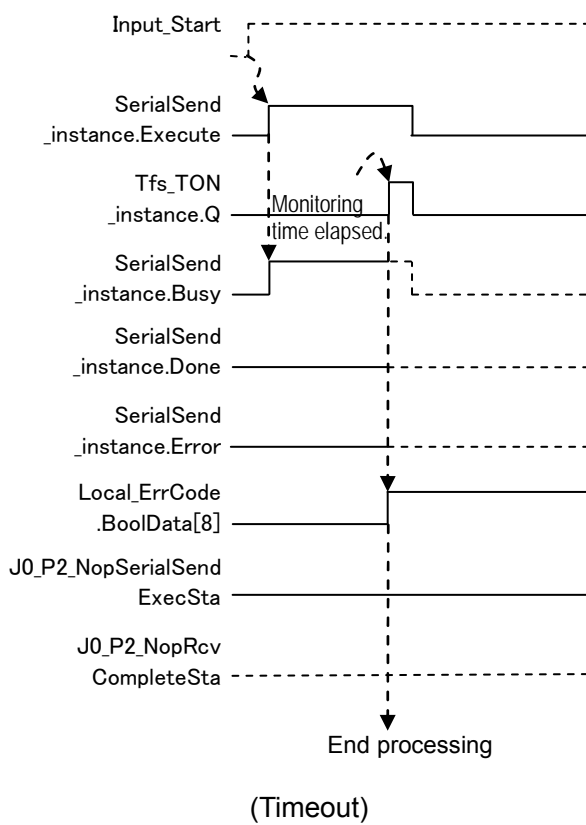 Input_Start
SerialSend
_instance.Execute
Tfs_TON
_instance.Q
Monitoring
time elapsed.
SerialSend
_instance.Busy
SerialSend
_instance.Done
SerialSend
_instance.Error
Local_ErrCode
.BoolData[8]
J0_P2_NopSerialSend
ExecSta
J0_P2_NopRcv
CompleteSta
End processing
(Timeout)